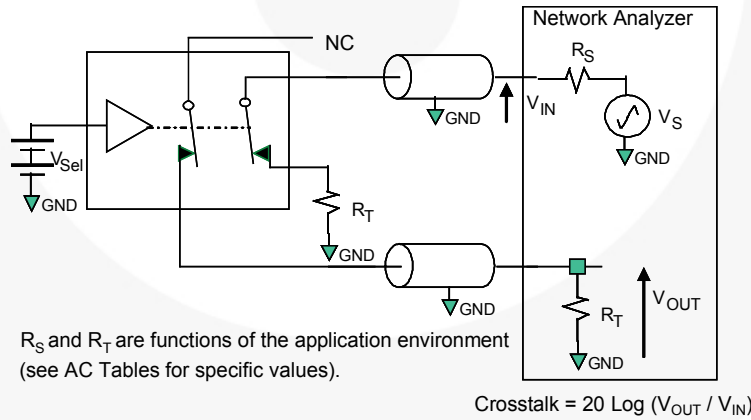 Network Analyzer
NC
R_S
GND
V_IN
V_S
GND
V_Sel
GND
R_T
GND
GND
R_T
V_OUT
GND
R_S and R_T are functions of the application environment
(see AC Tables for specific values).
Crosstalk = 20 Log (V_OUT / V_IN)